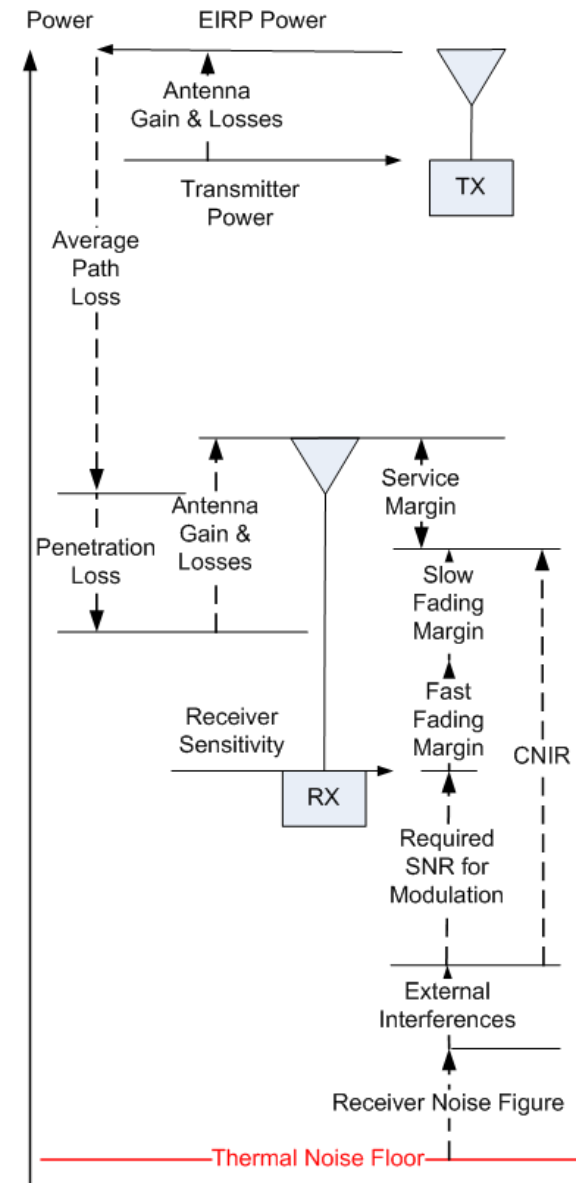 Power
EIRP Power
Antenna
Gain & Losses
TX
Transmitter
Power
Average
Path
Loss
Service
Margin
Antenna
Gain &
Losses
Penetration
Loss
Slow
Fading
Margin
Fast
Fading
Margin
CNIR
Receiver
Sensitivity
RX
Required
SNR for
Modulation
External
Interferences
Receiver Noise Figure
Thermal Noise Floor